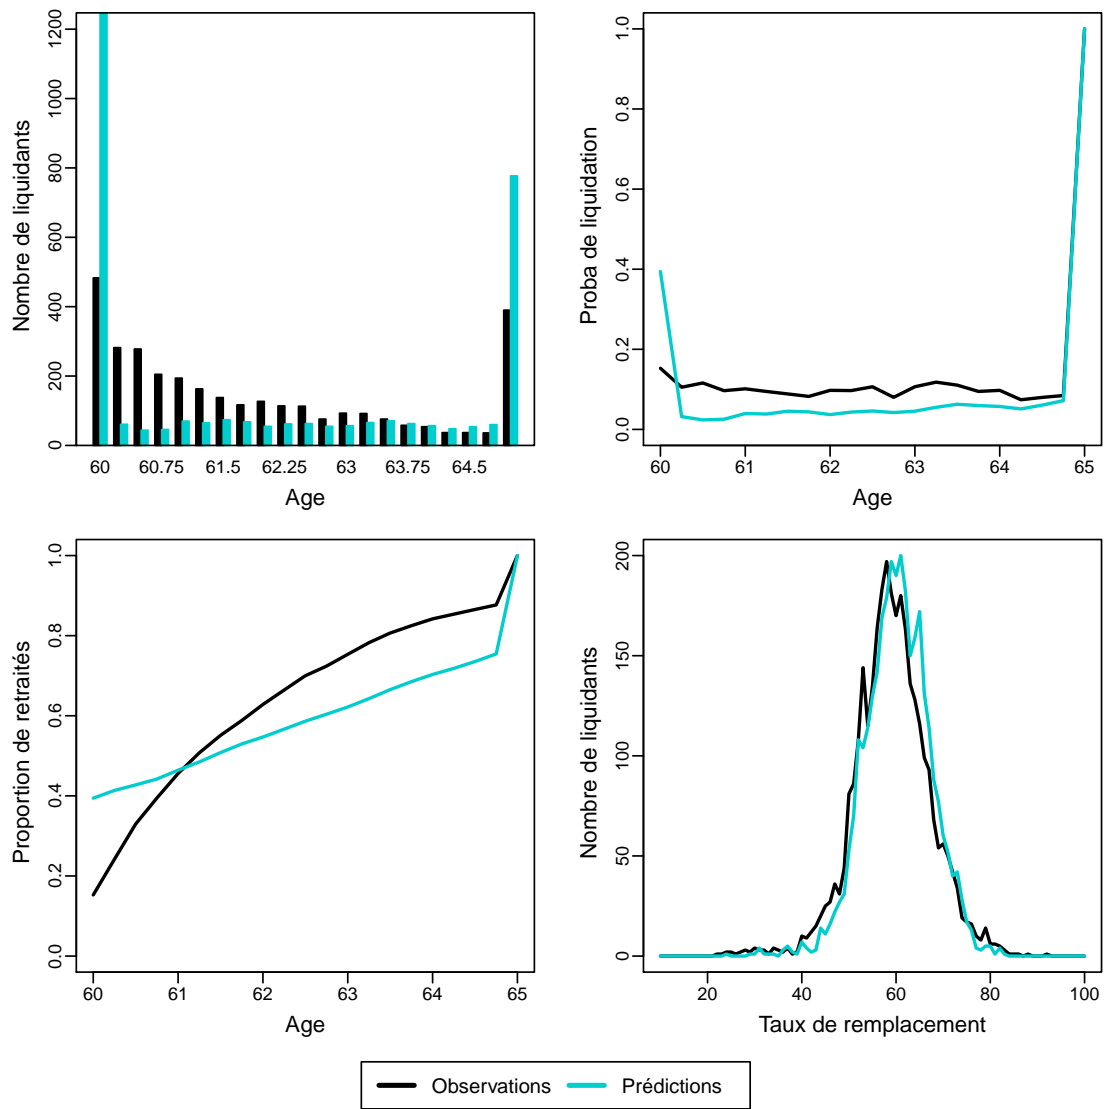 Nombre de liquidants
0 200 400 600 800 1000 1200
60 60.75 61.5 62.25 63 63.75 64.5
Age
Proba de liquidation
0.0 0.2 0.4 0.6 0.8 1.0
60 61 62 63 64 65
Age
Proportion de retraités
0.0 0.2 0.4 0.6 0.8 1.0
60 61 62 63 64 65
Age
Nombre de liquidants
0 50 100 150 200
20 40 60 80 100
Taux de remplacement
Observations Prédictions